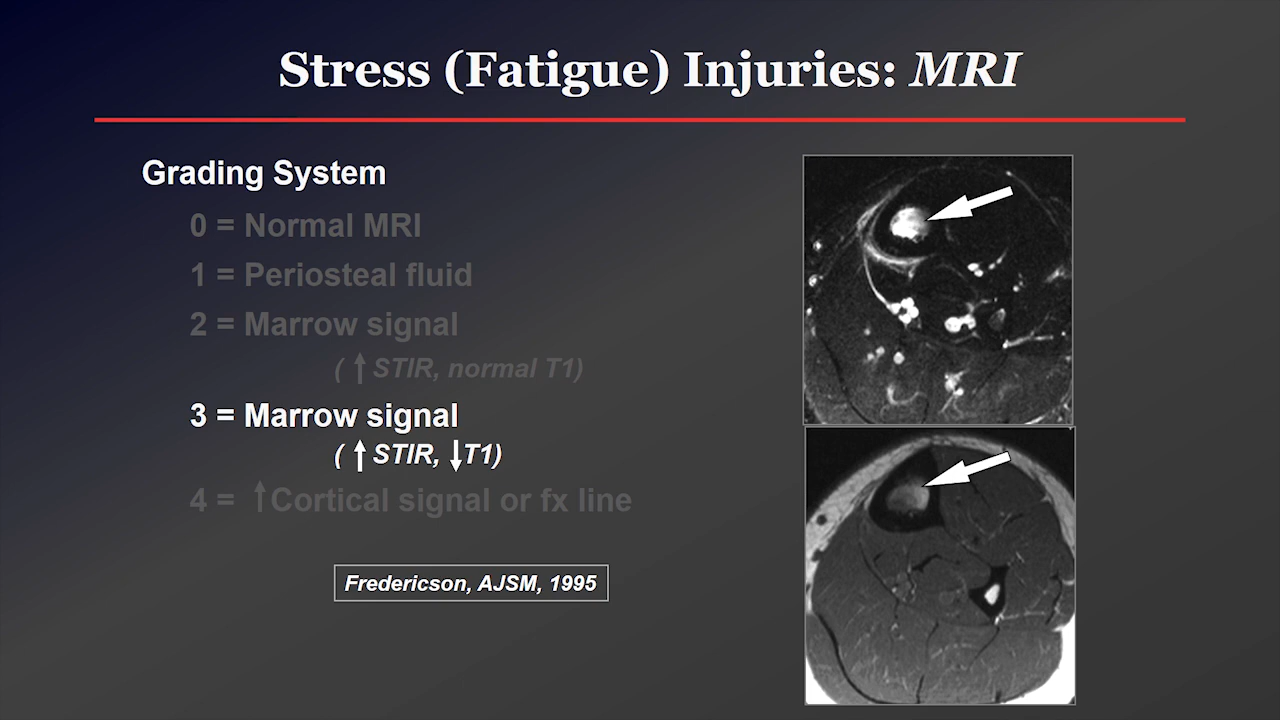 Stress (Fatigue) Injuries: MRI
Grading System
0 = Normal MRI
1 = Periosteal fluid
2 = Marrow signal
( ↑ STIR, normal T1)
3 = Marrow signal
( ↑ STIR, ↓T1)
4 = ↑Cortical signal or fx line
Fredericson, AJSM, 1995